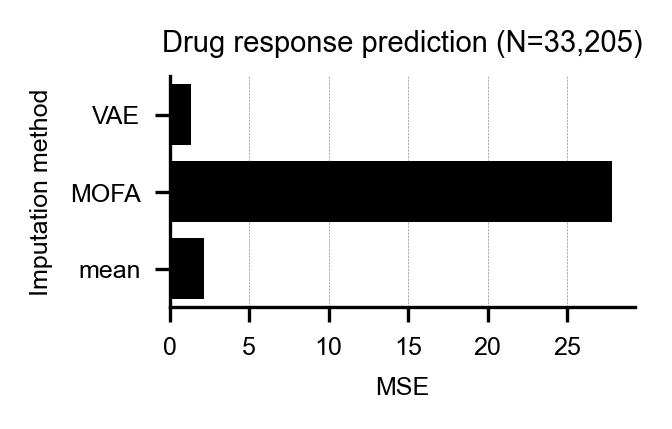 Drug response prediction (N=33,205)
Imputation method
VAE
MOFA
mean
0 5 10 15 20 25
MSE